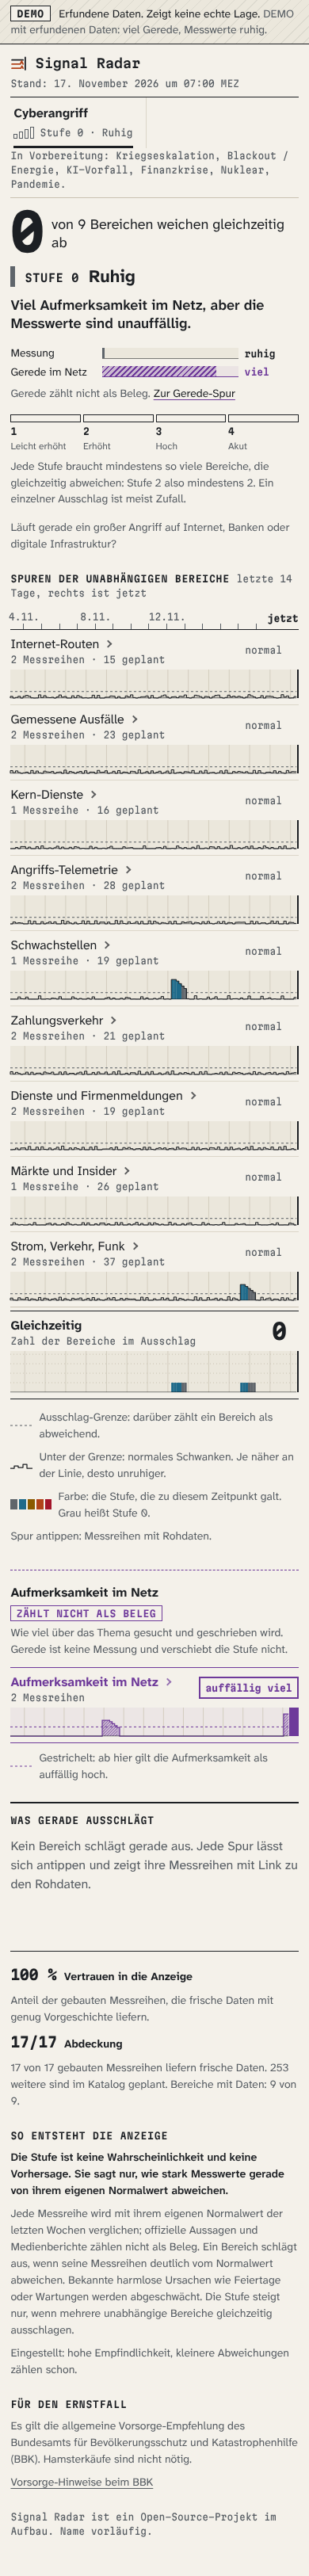 DEMO Erfundene Daten. Zeigt keine echte Lage. DEMO
mit erfundenen Daten: viel Gerede, Messwerte ruhig.
Signal Radar
Stand: 17. November 2026 um 07:00 MEZ
Cyberangriff
Stufe 0 · Ruhig
In Vorbereitung: Kriegseskalation, Blackout /
Energie, KI-Vorfall, Finanzkrise, Nuklear,
Pandemie.
0 von 9 Bereichen weichen gleichzeitig
ab
STUFE 0 Ruhig
Viel Aufmerksamkeit im Netz, aber die
Messwerte sind unauffällig.
Messung ruhig
Gerede im Netz viel
Gerede zählt nicht als Beleg. Zur Gerede-Spur
1 2 3 4
Leicht erhöht Erhöht Hoch Akut
Jede Stufe braucht mindestens so viele Bereiche, die
gleichzeitig abweichen: Stufe 2 also mindestens 2. Ein
einzelner Ausschlag ist meist Zufall.
Läuft gerade ein großer Angriff auf Internet, Banken oder
digitale Infrastruktur?
SPUREN DER UNABHÄNGIGEN BEREICHE letzte 14
Tage, rechts ist jetzt
4.11. 8.11. 12.11. jetzt
Internet-Routen normal
2 Messreihen · 15 geplant
Gemessene Ausfälle normal
2 Messreihen · 23 geplant
Kern-Dienste normal
1 Messreihe · 16 geplant
Angriffs-Telemetrie normal
2 Messreihen · 28 geplant
Schwachstellen normal
1 Messreihe · 19 geplant
Zahlungsverkehr normal
2 Messreihen · 21 geplant
Dienste und Firmenmeldungen normal
2 Messreihen · 19 geplant
Märkte und Insider normal
1 Messreihe · 26 geplant
Strom, Verkehr, Funk normal
2 Messreihen · 37 geplant
Gleichzeitig 0
Zahl der Bereiche im Ausschlag
Ausschlag-Grenze: darüber zählt ein Bereich als
abweichend.
Unter der Grenze: normales Schwanken. Je näher an
der Linie, desto unruhiger.
Farbe: die Stufe, die zu diesem Zeitpunkt galt.
Grau heißt Stufe 0.
Spur antippen: Messreihen mit Rohdaten.
Aufmerksamkeit im Netz
ZÄHLT NICHT ALS BELEG
Wie viel über das Thema gesucht und geschrieben wird.
Gerede ist keine Messung und verschiebt die Stufe nicht.
Aufmerksamkeit im Netz auffällig viel
2 Messreihen
Gestrichelt: ab hier gilt die Aufmerksamkeit als
auffällig hoch.
WAS GERADE AUSSCHLÄGT
Kein Bereich schlägt gerade aus. Jede Spur lässt
sich antippen und zeigt ihre Messreihen mit Link zu
den Rohdaten.
100 % Vertrauen in die Anzeige
Anteil der gebauten Messreihen, die frische Daten mit
genug Vorgeschichte liefern.
17/17 Abdeckung
17 von 17 gebauten Messreihen liefern frische Daten. 253
weitere sind im Katalog geplant. Bereiche mit Daten: 9 von
9.
SO ENTSTEHT DIE ANZEIGE
Die Stufe ist keine Wahrscheinlichkeit und keine
Vorhersage. Sie sagt nur, wie stark Messwerte gerade
von ihrem eigenen Normalwert abweichen.
Jede Messreihe wird mit ihrem eigenen Normalwert der
letzten Wochen verglichen; offizielle Aussagen und
Medienberichte zählen nicht als Beleg. Ein Bereich schlägt
aus, wenn seine Messreihen deutlich vom Normalwert
abweichen. Bekannte harmlose Ursachen wie Feiertage
oder Wartungen werden abgeschwächt. Die Stufe steigt
nur, wenn mehrere unabhängige Bereiche gleichzeitig
ausschlagen.
Eingestellt: hohe Empfindlichkeit, kleinere Abweichungen
zählen schon.
FÜR DEN ERNSTFALL
Es gilt die allgemeine Vorsorge-Empfehlung des
Bundesamts für Bevölkerungsschutz und Katastrophenhilfe
(BBK). Hamsterkäufe sind nicht nötig.
Vorsorge-Hinweise beim BBK
Signal Radar ist ein Open-Source-Projekt im
Aufbau. Name vorläufig.